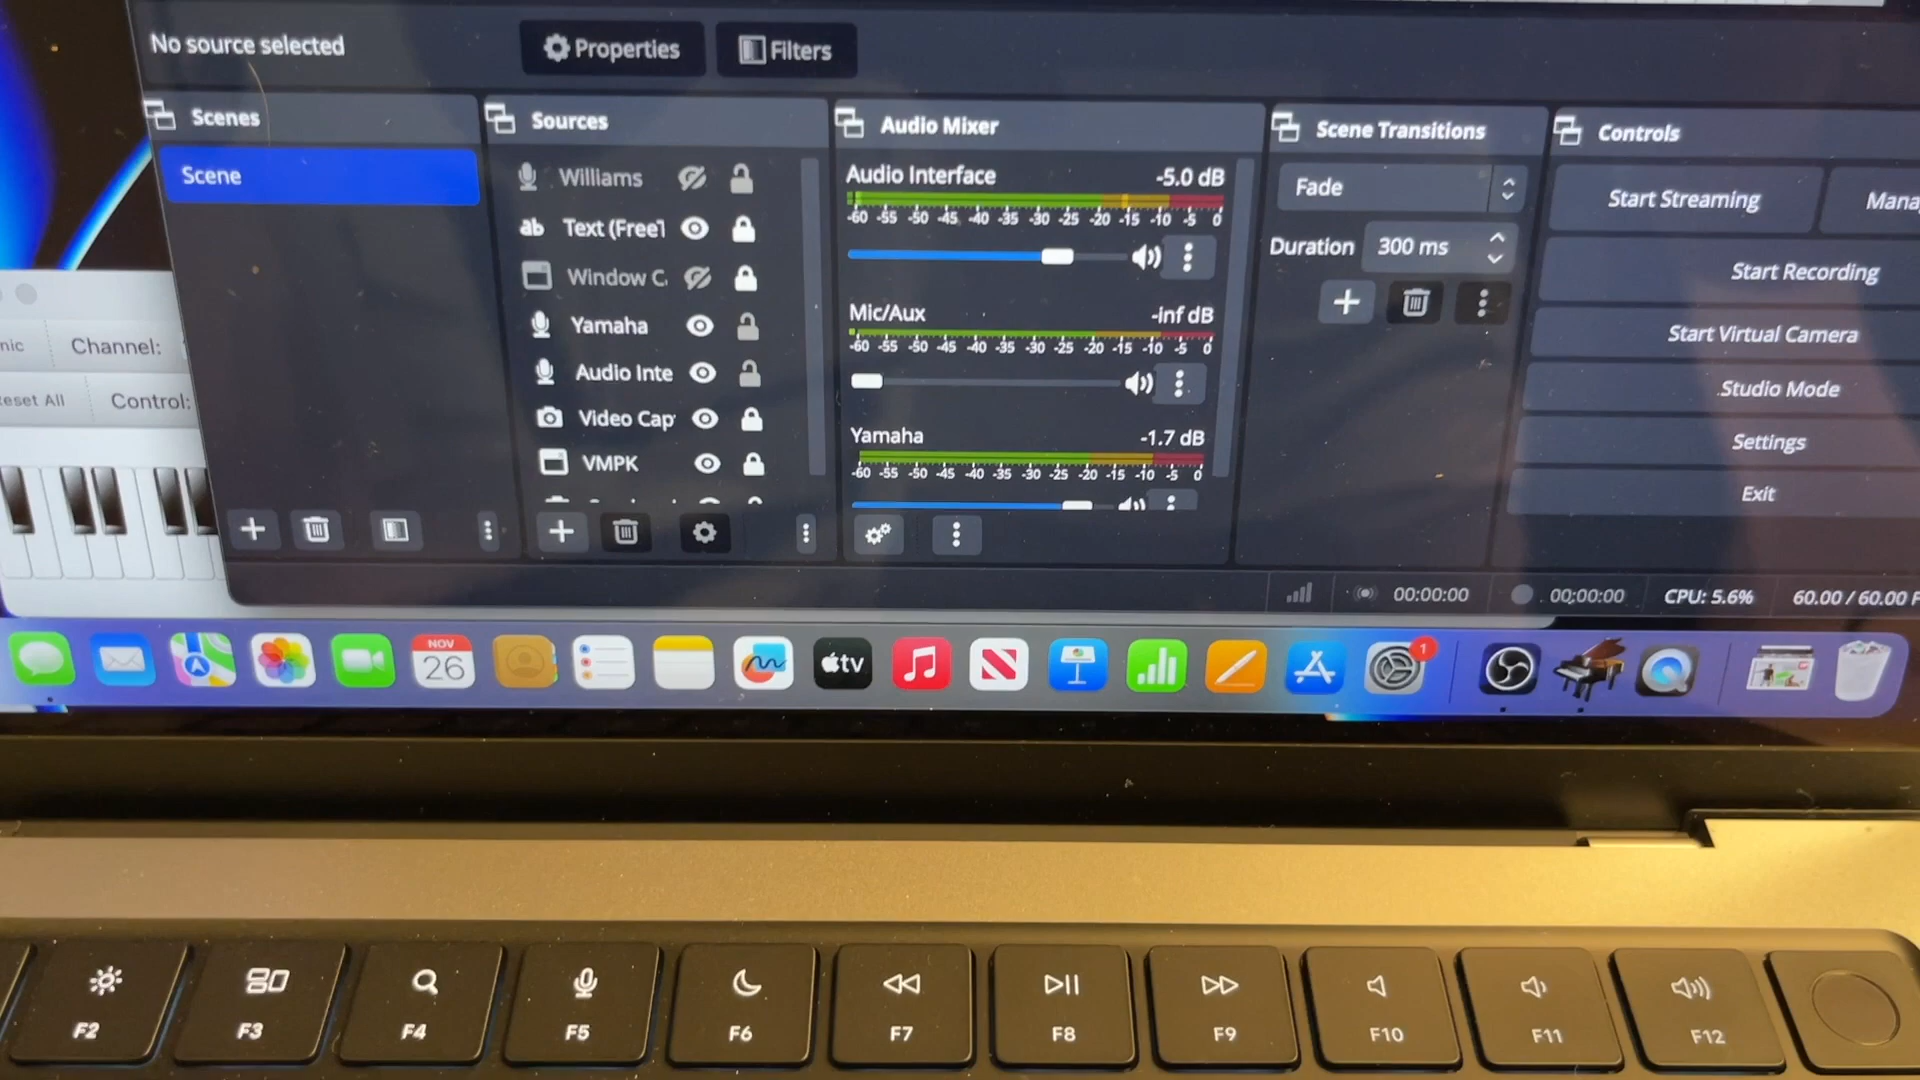 No source selected
Properties
Filters
Scenes
Scene
Sources
Williams
ab Text (FreeT
Window C
Yamaha
Audio Inte
Video Cap
VMPK
Audio Mixer
Audio Interface -5.0 dB
-60 -55 -50 -45 -40 -35 -30 -25 -20 -15 -10 -5 0
Mic/Aux -inf dB
-60 -55 -50 -45 -40 -35 -30 -25 -20 -15 -10 -5 0
Yamaha -1.7 dB
-60 -55 -50 -45 -40 -35 -30 -25 -20 -15 -10 -5 0
Scene Transitions
Fade
Duration 300 ms
Controls
Start Streaming
Mana
Start Recording
Start Virtual Camera
Studio Mode
Settings
Exit
nic Channel:
eset All Control:
00:00:00 00:00:00 CPU: 5.6% 60.00 / 60.00 F
NOV
26
tv
1
F2 F3 F4 F5 F6 F7 F8 F9 F10 F11 F12